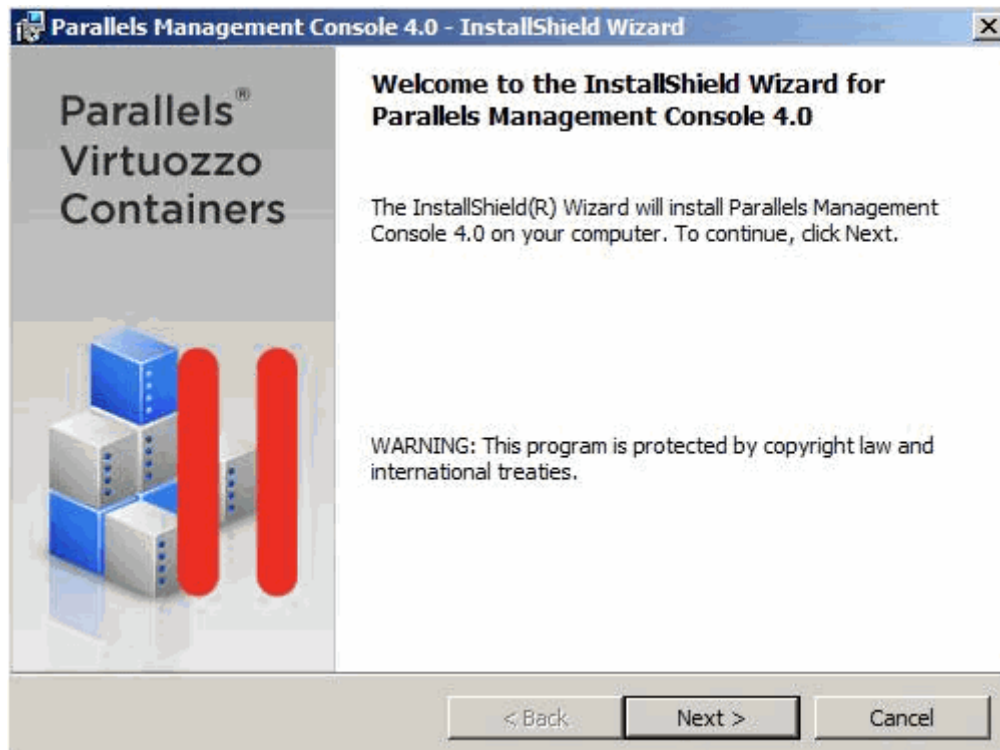 Parallels Management Console 4.0 - InstallShield Wizard
Parallels®
Virtuozzo
Containers
Welcome to the InstallShield Wizard for
Parallels Management Console 4.0
The InstallShield(R) Wizard will install Parallels Management
Console 4.0 on your computer. To continue, click Next.
WARNING: This program is protected by copyright law and
international treaties.
< Back
Next >
Cancel